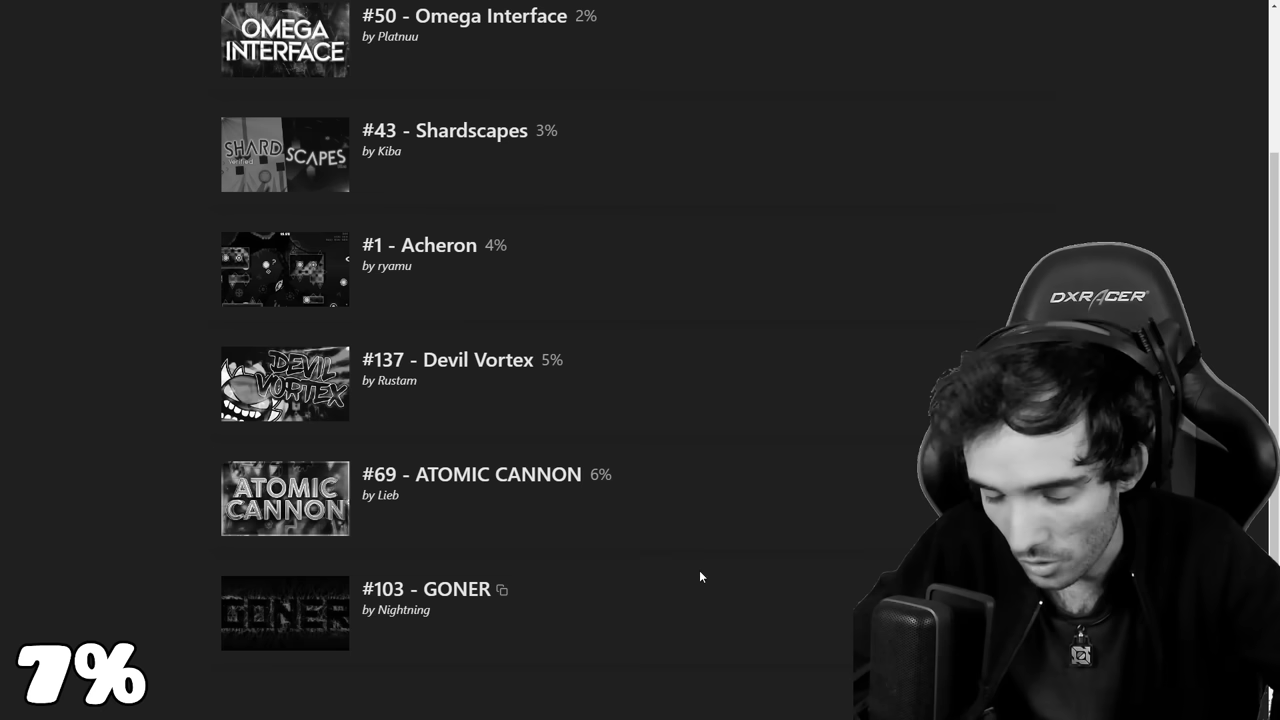 OMEGA
INTERFACE
#50 - Omega Interface 2%
by Platnuu
SHARD
verified
SCAPES
#43 - Shardscapes 3%
by Kiba
#1 - Acheron 4%
by ryamu
DEVIL
VORTEX
#137 - Devil Vortex 5%
by Rustam
ATOMIC
CANNON
#69 - ATOMIC CANNON 6%
by Lieb
GONER
#103 - GONER
by Nightning
7%
DXRACER